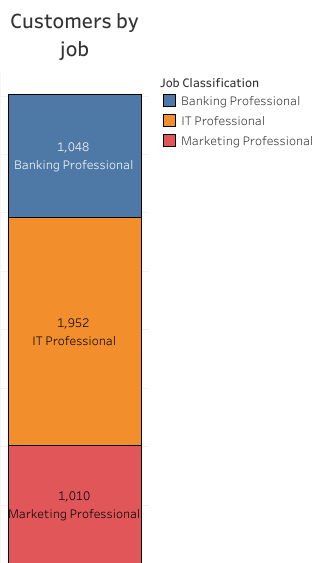 Customers by
job
Job Classification
Banking Professional
IT Professional
Marketing Professional
1,048
Banking Professional
1,952
IT Professional
1,010
Marketing Professional